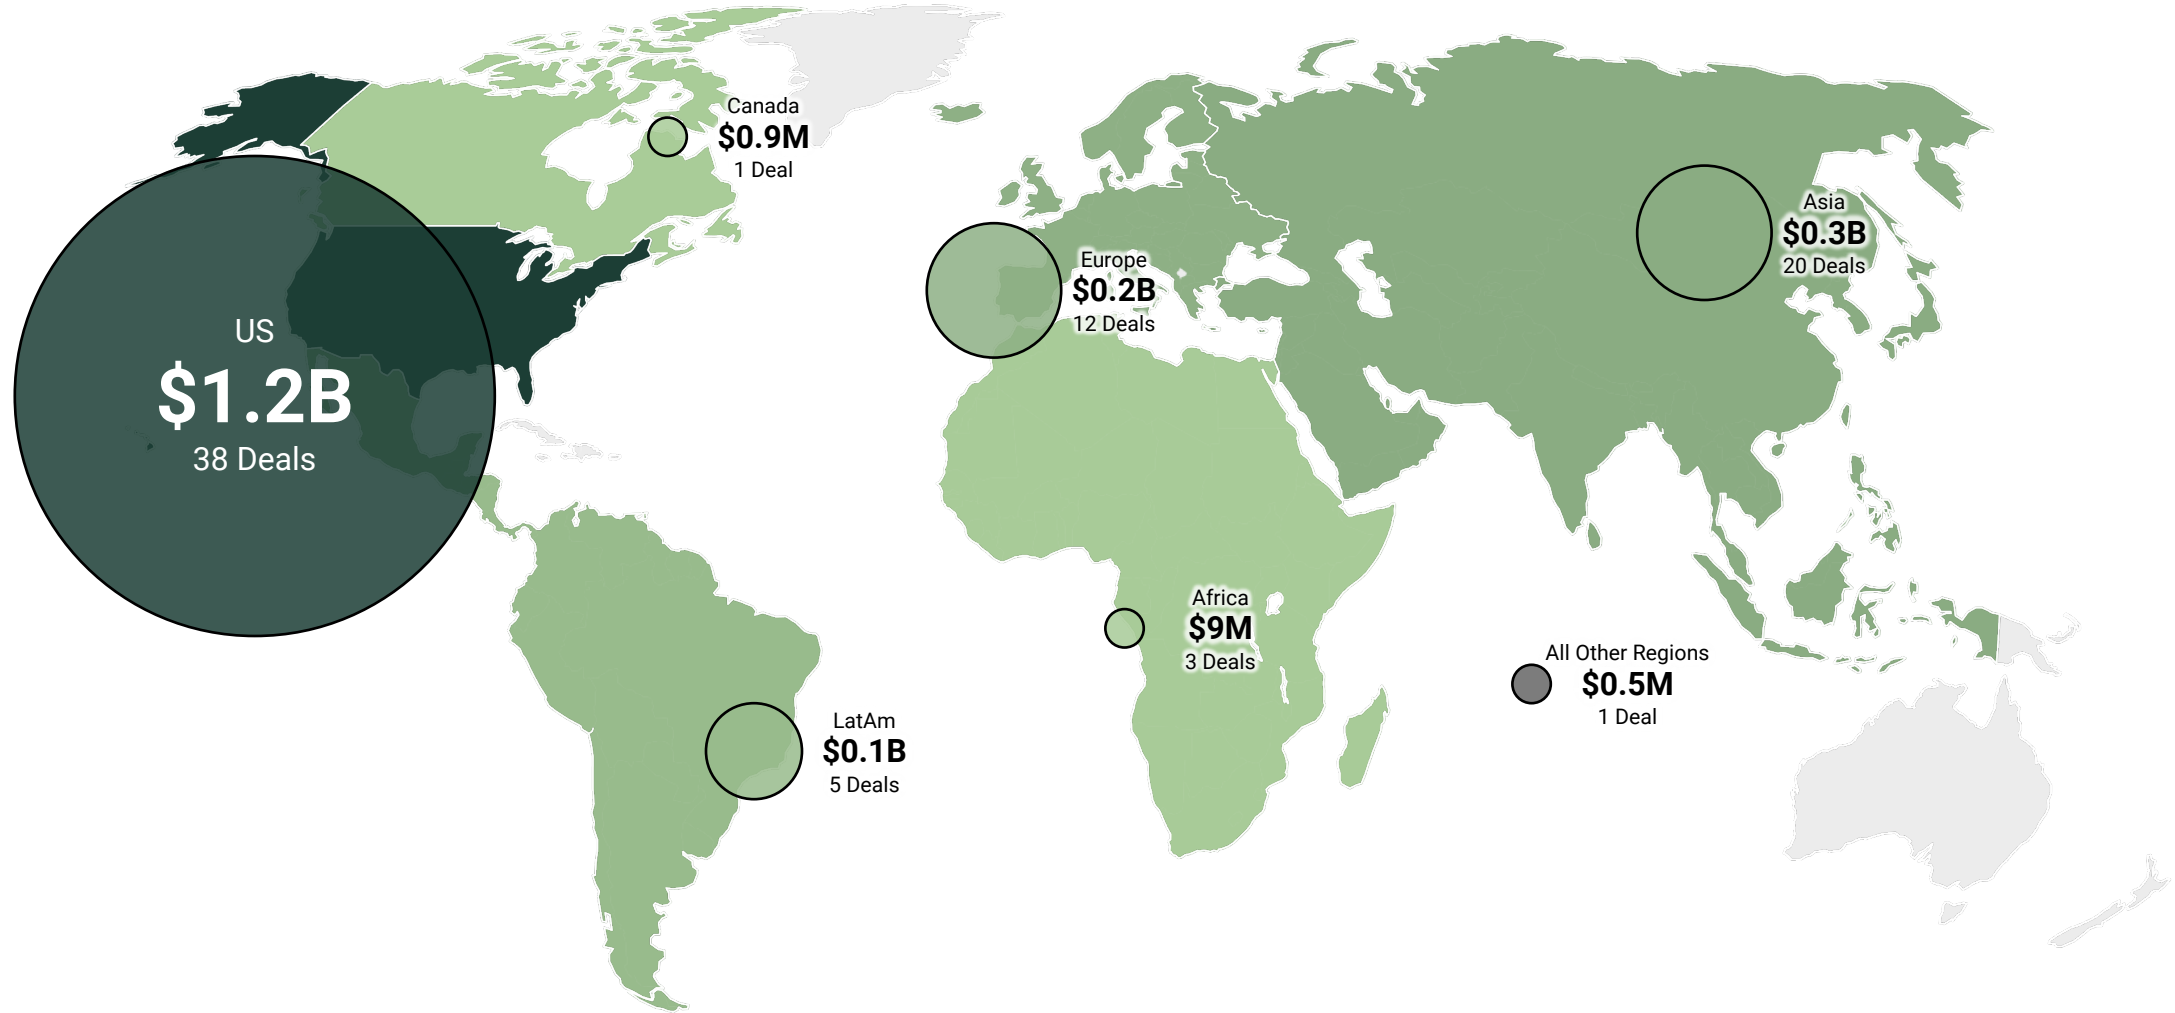 Canada
$0.9M
1 Deal
US
$1.2B
38 Deals
Europe
$0.2B
12 Deals
Asia
$0.3B
20 Deals
Africa
$9M
3 Deals
All Other Regions
$0.5M
1 Deal
LatAm
$0.1B
5 Deals